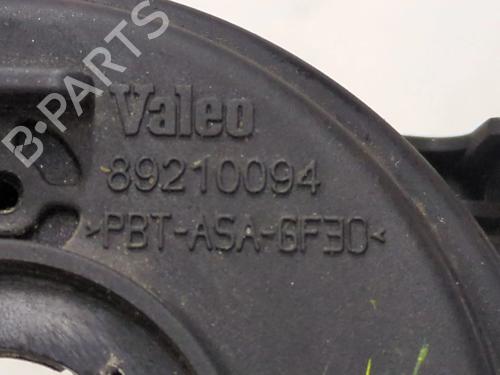 B-PARTS
Valeo
89210094
>PBT-ASA-GF30<